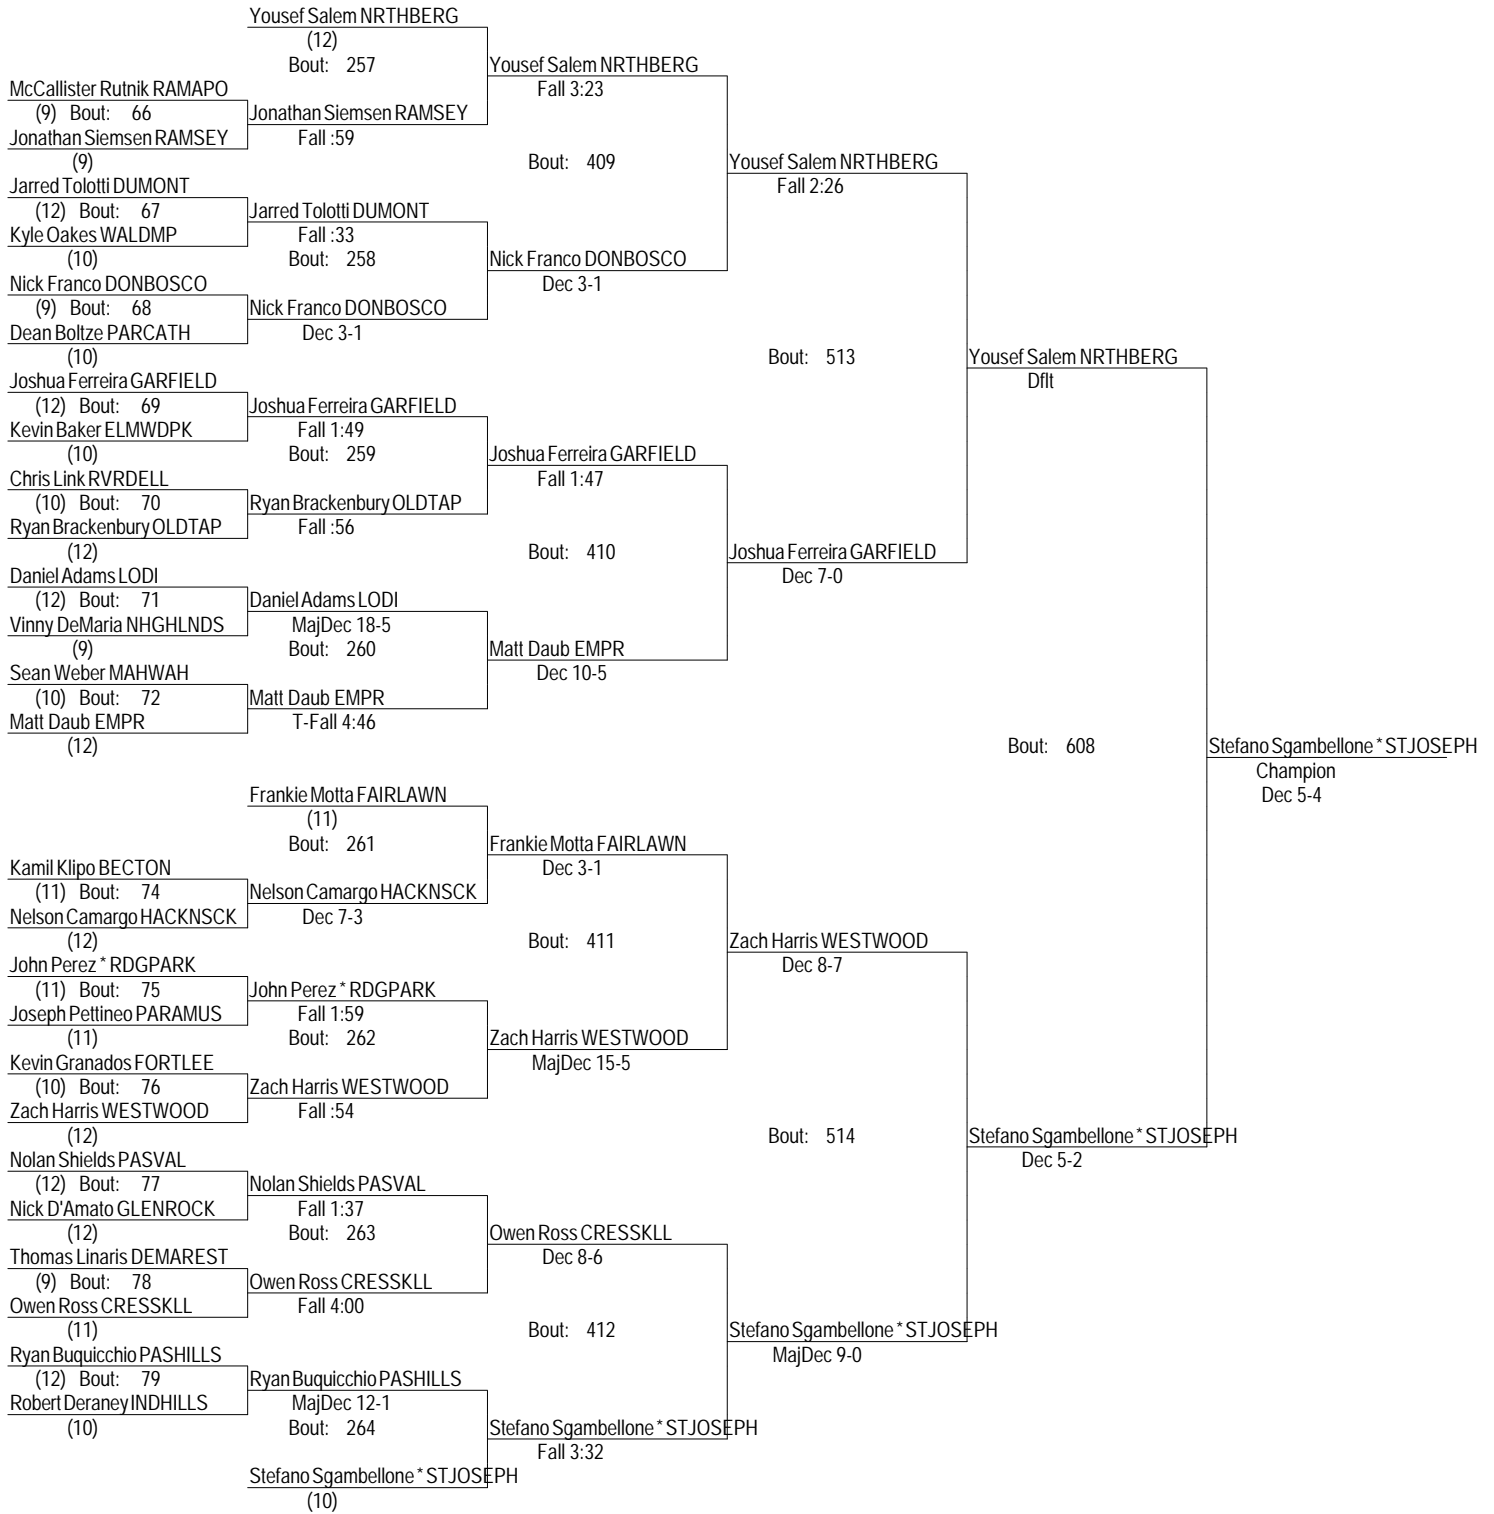 Yousef Salem NRTHBERG
(12)
Bout: 257
Yousef Salem NRTHBERG
Fall 3:23
McCallister Rutnik RAMAPO
(9) Bout: 66
Jonathan Siemsen RAMSEY
Jonathan Siemsen RAMSEY
Fall :59
(9)
Bout: 409
Yousef Salem NRTHBERG
Fall 2:26
Jarred Tolotti DUMONT
(12) Bout: 67
Jarred Tolotti DUMONT
Kyle Oakes WALDMP
Fall :33
(10)
Bout: 258
Nick Franco DONBOSCO
Dec 3-1
Nick Franco DONBOSCO
(9) Bout: 68
Nick Franco DONBOSCO
Dean Boltze PARCATH
Dec 3-1
(10)
Bout: 513
Yousef Salem NRTHBERG
Dflt
Joshua Ferreira GARFIELD
(12) Bout: 69
Joshua Ferreira GARFIELD
Kevin Baker ELMWDPK
Fall 1:49
(10)
Bout: 259
Joshua Ferreira GARFIELD
Fall 1:47
Chris Link RVRDELL
(10) Bout: 70
Ryan Brackenbury OLDTAP
Ryan Brackenbury OLDTAP
Fall :56
(12)
Bout: 410
Joshua Ferreira GARFIELD
Dec 7-0
Daniel Adams LODI
(12) Bout: 71
Daniel Adams LODI
Vinny DeMaria NHGHLNDS
MajDec 18-5
(9)
Bout: 260
Matt Daub EMPR
Dec 10-5
Sean Weber MAHWAH
(10) Bout: 72
Matt Daub EMPR
Matt Daub EMPR
T-Fall 4:46
(12)
Bout: 608
Stefano Sgambellone * STJOSEPH
Champion
Dec 5-4
Frankie Motta FAIRLAWN
(11)
Bout: 261
Frankie Motta FAIRLAWN
Dec 3-1
Kamil Klipo BECTON
(11) Bout: 74
Nelson Camargo HACKNSCK
Nelson Camargo HACKNSCK
Dec 7-3
(12)
Bout: 411
Zach Harris WESTWOOD
Dec 8-7
John Perez * RDGPARK
(11) Bout: 75
John Perez * RDGPARK
Joseph Pettineo PARAMUS
Fall 1:59
(11)
Bout: 262
Zach Harris WESTWOOD
MajDec 15-5
Kevin Granados FORTLEE
(10) Bout: 76
Zach Harris WESTWOOD
Zach Harris WESTWOOD
Fall :54
(12)
Bout: 514
Stefano Sgambellone * STJOSEPH
Dec 5-2
Nolan Shields PASVAL
(12) Bout: 77
Nolan Shields PASVAL
Nick D'Amato GLENROCK
Fall 1:37
(12)
Bout: 263
Owen Ross CRESSKLL
Dec 8-6
Thomas Linaris DEMAREST
(9) Bout: 78
Owen Ross CRESSKLL
Owen Ross CRESSKLL
Fall 4:00
(11)
Bout: 412
Stefano Sgambellone * STJOSEPH
MajDec 9-0
Ryan Buquicchio PASHILLS
(12) Bout: 79
Ryan Buquicchio PASHILLS
Robert Deraney INDHILLS
MajDec 12-1
(10)
Bout: 264
Stefano Sgambellone * STJOSEPH
Fall 3:32
Stefano Sgambellone * STJOSEPH
(10)